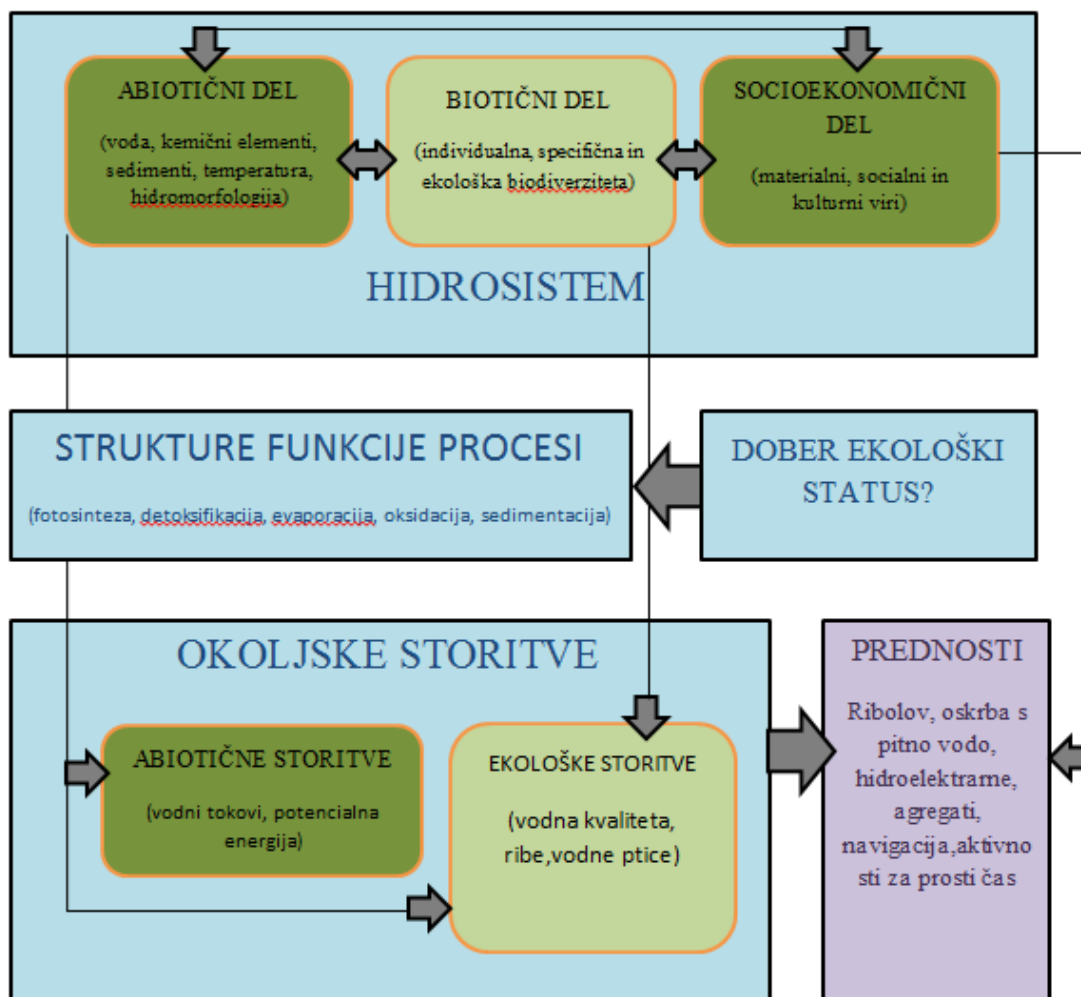 ABIOTIČNI DEL
(voda, kemični elementi,
sedimenti, temperatura,
hidromorfologija)
BIOTIČNI DEL
(individualna, specifična in
ekološka biodiverziteta)
SOCIOEKONOMIČNI
DEL
(materialni, socialni in
kulturni viri)
HIDROSISTEM
STRUKTURE FUNKCIJE PROCESI
(fotosinteza, detoksifikacija, evaporacija, oksidacija, sedimentacija)
DOBER EKOLOŠKI
STATUS?
OKOLJSKE STORITVE
ABIOTIČNE STORITVE
(vodni tokovi, potencialna
energija)
EKOLOŠKE STORITVE
(vodna kvaliteta,
ribe,vodne ptice)
PREDNOSTI
Ribolov, oskrba s
pitno vodo,
hidroelektrarne,
agregati,
navigacija,aktivno
sti za prosti čas